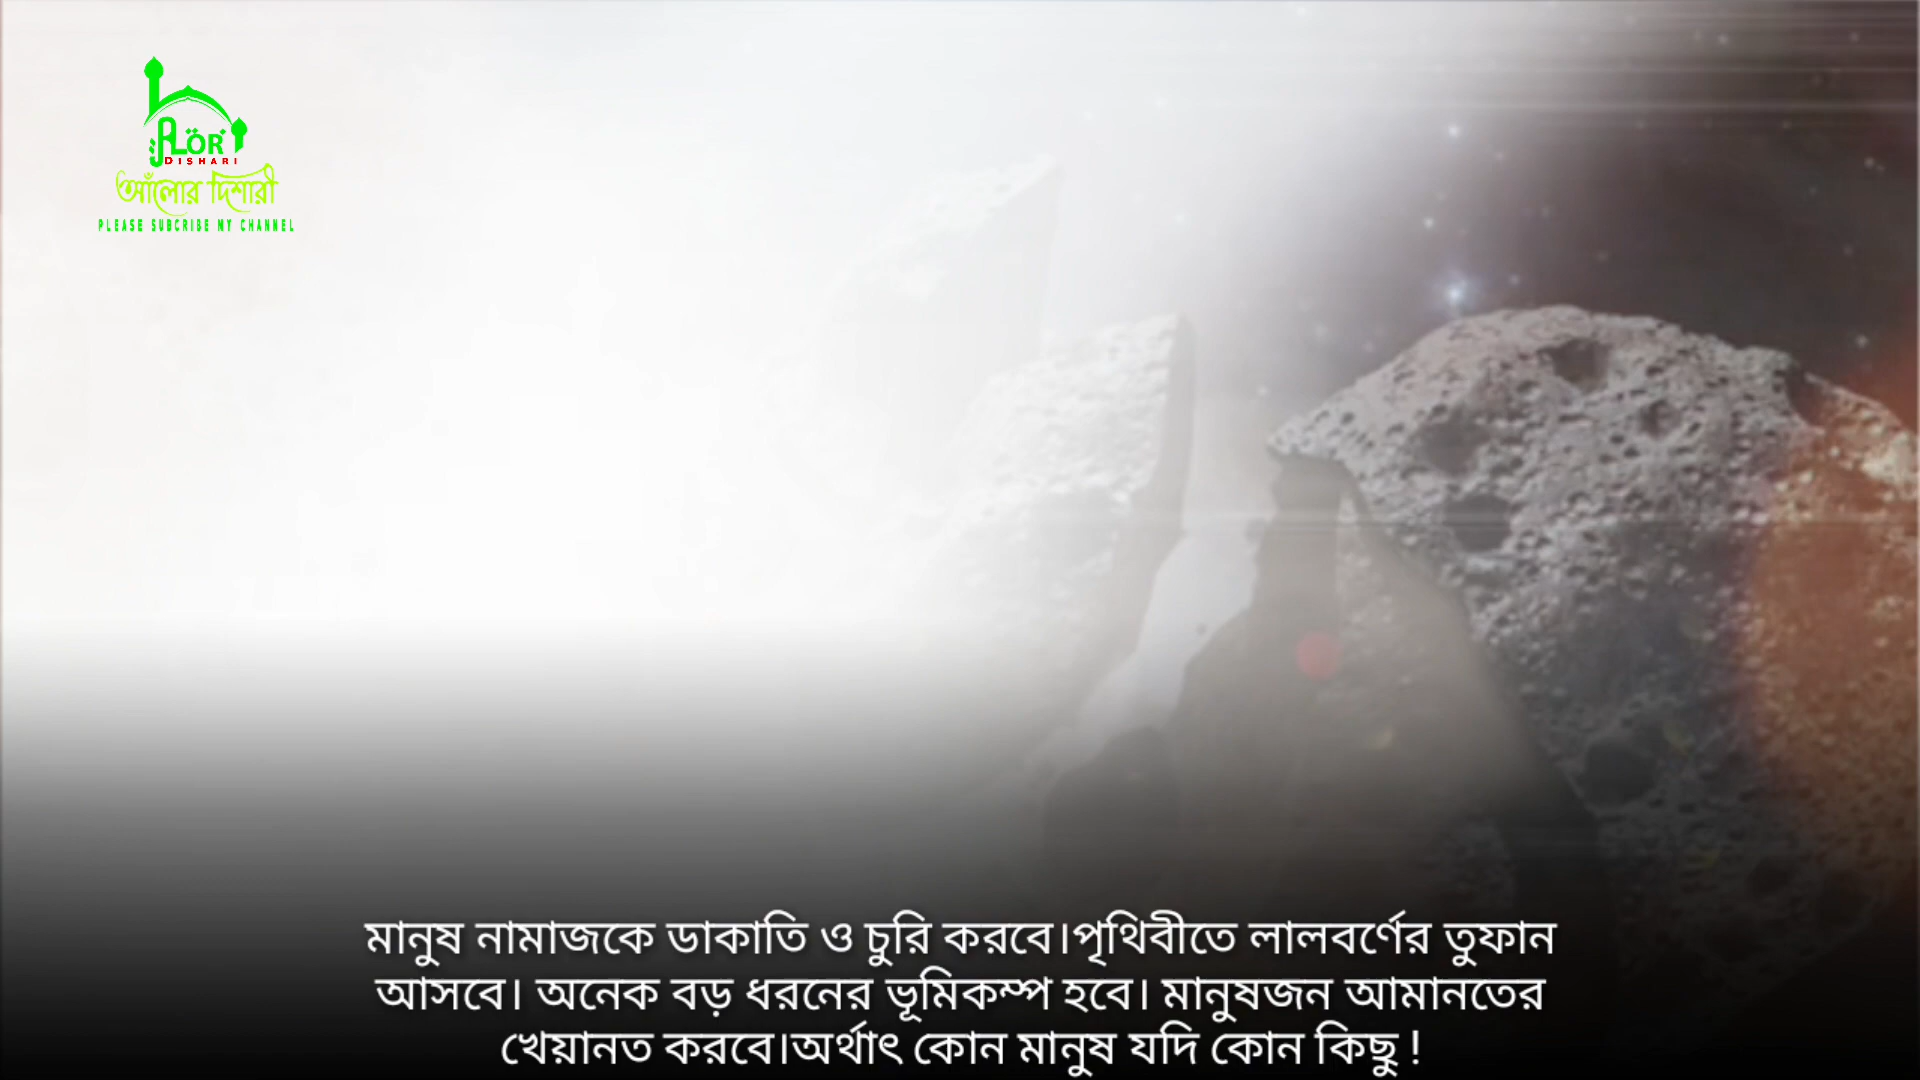 ALOR
DISHARI
আঁলোর দিশারী
PLEASE SUBCRIBE MY CHANNEL
মানুষ নামাজকে ডাকাতি ও চুরি করবে।পৃথিবীতে লালবর্ণের তুফান
আসবে। অনেক বড় ধরনের ভূমিকম্প হবে। মানুষজন আমানতের
খেয়ানত করবে।অর্থাৎ কোন মানুষ যদি কোন কিছু !